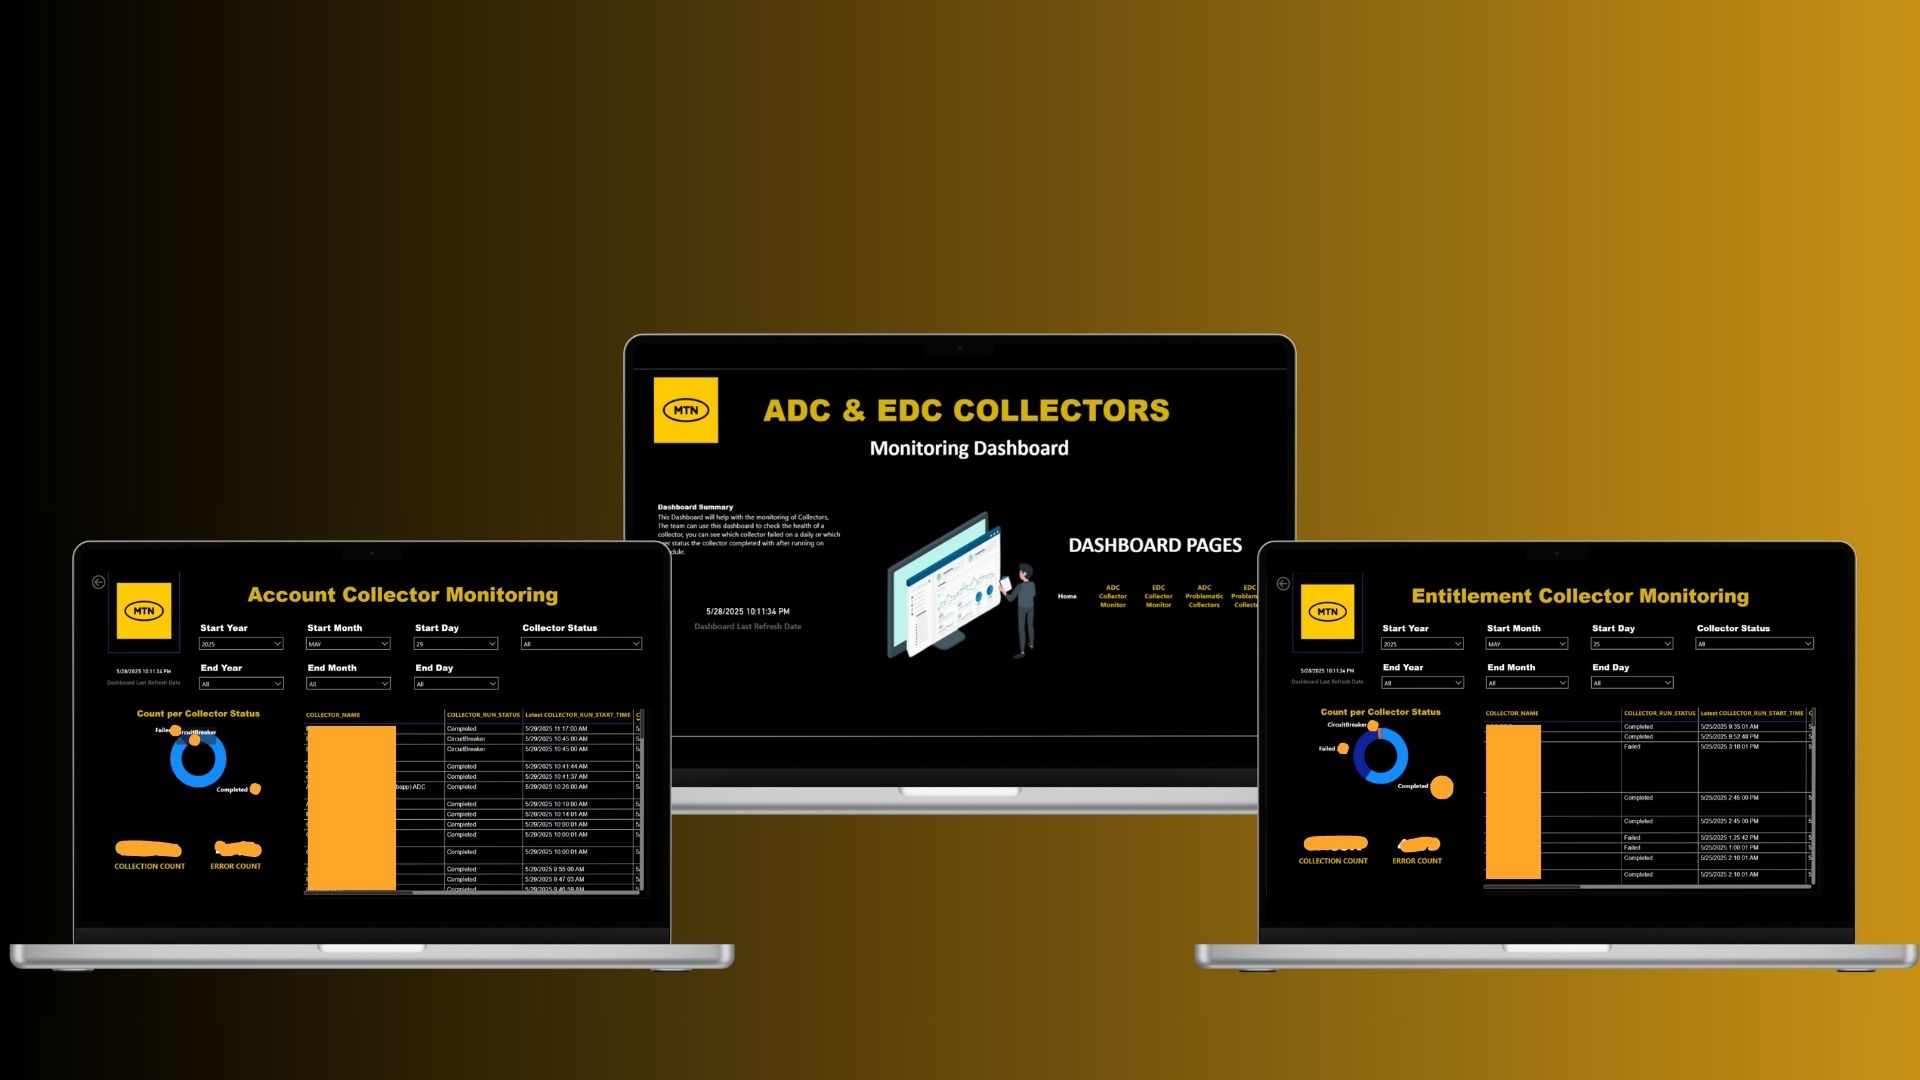 MTN
ADC & EDC COLLECTORS
Monitoring Dashboard
Dashboard Summary
This Dashboard will help with the monitoring of Collectors,
The team can use this dashboard to check the health of a
collector, you can see which collector failed on a daily or which
status the collector completed with after running on
5/28/2025 10:11:34 PM
Dashboard Last Refresh Date
DASHBOARD PAGES
Home
ADC Collector Monitor
EDC Collector Monitor
ADC Problematic Collectors
EDC
MTN
Account Collector Monitoring
Start Year
Start Month
Start Day
Collector Status
2025
MAY
29
All
End Year
End Month
End Day
All
All
All
5/28/2025 10:11:34 PM
Dashboard Last Refresh Date
Count per Collector Status
Completed
COLLECTION COUNT
ERROR COUNT
COLLECTOR_NAME
COLLECTOR_RUN_STATUS
Latest COLLECTOR_RUN_START_TIME
Completed 5/29/2025 11:17:00 AM
CircuitBreaker 5/29/2025 10:45:00 AM
CircuitBreaker 5/29/2025 10:45:00 AM
Completed 5/29/2025 10:41:44 AM
Completed 5/29/2025 10:41:37 AM
ADC Completed 5/29/2025 10:26:00 AM
Completed 5/29/2025 10:19:00 AM
Completed 5/29/2025 10:14:01 AM
Completed 5/29/2025 10:00:01 AM
Completed 5/29/2025 10:00:01 AM
Completed 5/29/2025 10:00:01 AM
Completed 5/29/2025 9:55:00 AM
Completed 5/29/2025 9:47:03 AM
Completed 5/29/2025 9:46:59 AM
MTN
Entitlement Collector Monitoring
Start Year
Start Month
Start Day
Collector Status
2025
MAY
25
All
End Year
End Month
End Day
All
All
All
5/28/2025 10:11:34 PM
Dashboard Last Refresh Date
Count per Collector Status
CircuitBreaker
Failed
Completed
COLLECTION COUNT
ERROR COUNT
COLLECTOR_NAME
COLLECTOR_RUN_STATUS
Latest COLLECTOR_RUN_START_TIME
Completed 5/25/2025 9:35:01 AM
Completed 5/25/2025 9:52:48 PM
Failed 5/25/2025 3:18:01 PM
Completed 5/25/2025 2:45:00 PM
Completed 5/25/2025 2:45:00 PM
Failed 5/25/2025 1:25:42 PM
Failed 5/25/2025 1:00:01 PM
Completed 5/25/2025 2:10:01 AM
Completed 5/25/2025 2:10:01 AM